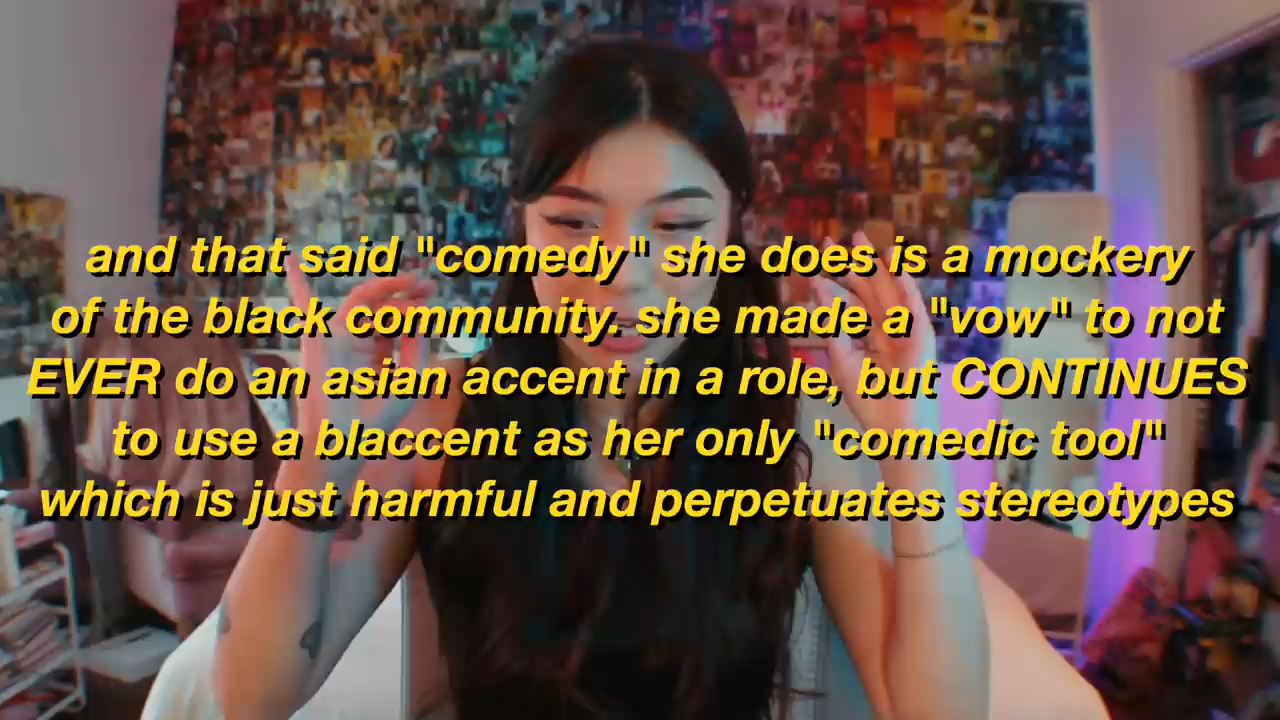 and that said "comedy" she does is a mockery
of the black community. she made a "vow" to not
EVER do an asian accent in a role, but CONTINUES
to use a blaccent as her only "comedic tool"
which is just harmful and perpetuates stereotypes